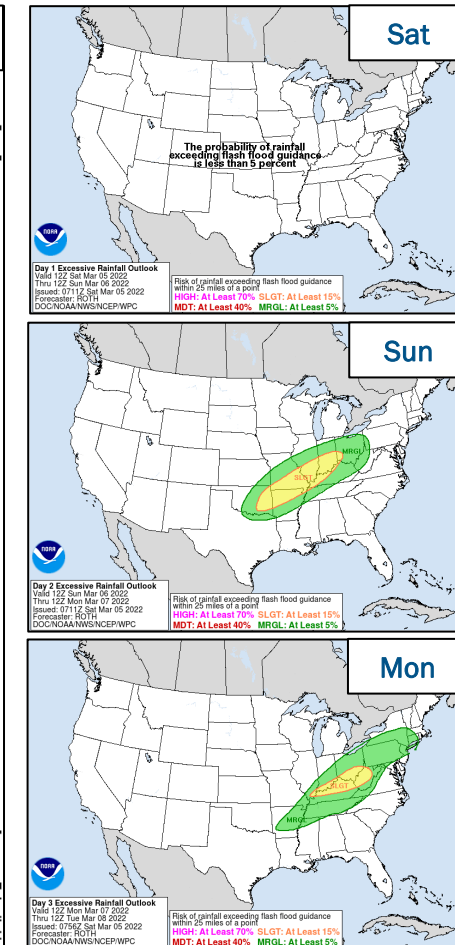 Sat
The probability of rainfall
exceeding flash flood guidance
is less than 5 percent
NOAA
Day 1 Excessive Rainfall Outlook
Valid 12Z Sat Mar 05 2022
Thru 12Z Sun Mar 06 2022
Issued: 0711Z Sat Mar 05 2022
Forecaster: ROTH
DOC/NOAA/NWS/NCEP/WPC
Risk of rainfall exceeding flash flood guidance
within 25 miles of a point
HIGH: At Least 70% SLGT: At Least 15%
MDT: At Least 40% MRGL: At Least 5%
Sun
MRGL
SLGT
NOAA
Day 2 Excessive Rainfall Outlook
Valid 12Z Sun Mar 06 2022
Thru 12Z Mon Mar 07 2022
Issued: 0711Z Sat Mar 05 2022
Forecaster: ROTH
DOC/NOAA/NWS/NCEP/WPC
Risk of rainfall exceeding flash flood guidance
within 25 miles of a point
HIGH: At Least 70% SLGT: At Least 15%
MDT: At Least 40% MRGL: At Least 5%
Mon
SLGT
MRGL
NOAA
Day 3 Excessive Rainfall Outlook
Valid 12Z Mon Mar 07 2022
Thru 12Z Tue Mar 08 2022
Issued: 0756Z Sat Mar 05 2022
Forecaster: ROTH
DOC/NOAA/NWS/NCEP/WPC
Risk of rainfall exceeding flash flood guidance
within 25 miles of a point
HIGH: At Least 70% SLGT: At Least 15%
MDT: At Least 40% MRGL: At Least 5%